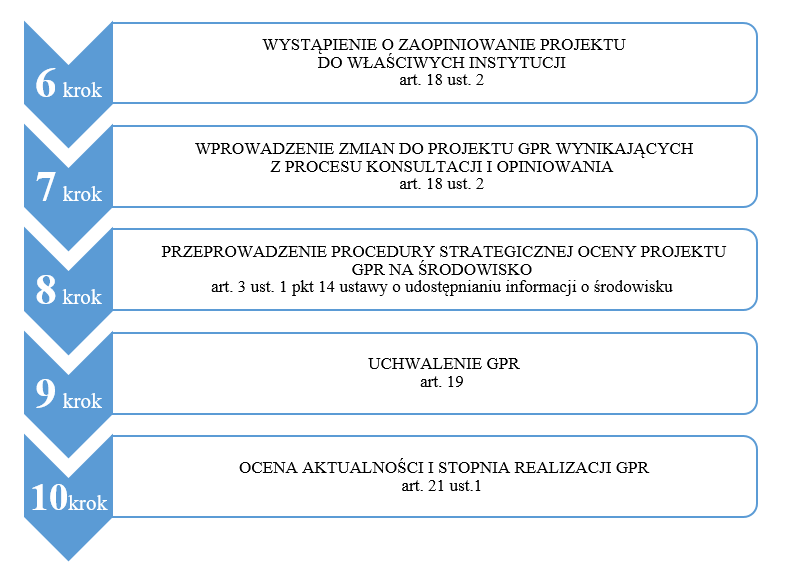 6 krok
WYSTĄPIENIE O ZAOPINIOWANIE PROJEKTU
DO WŁAŚCIWYCH INSTYTUCJI
art. 18 ust. 2
7 krok
WPROWADZENIE ZMIAN DO PROJEKTU GPR WYNIKAJĄCYCH
Z PROCESU KONSULTACJI I OPINIOWANIA
art. 18 ust. 2
8 krok
PRZEPROWADZENIE PROCEDURY STRATEGICZNEJ OCENY PROJEKTU
GPR NA ŚRODOWISKO
art. 3 ust. 1 pkt 14 ustawy o udostępnianiu informacji o środowisku
9 krok
UCHWALENIE GPR
art. 19
10krok
OCENA AKTUALNOŚCI I STOPNIA REALIZACJI GPR
art. 21 ust.1